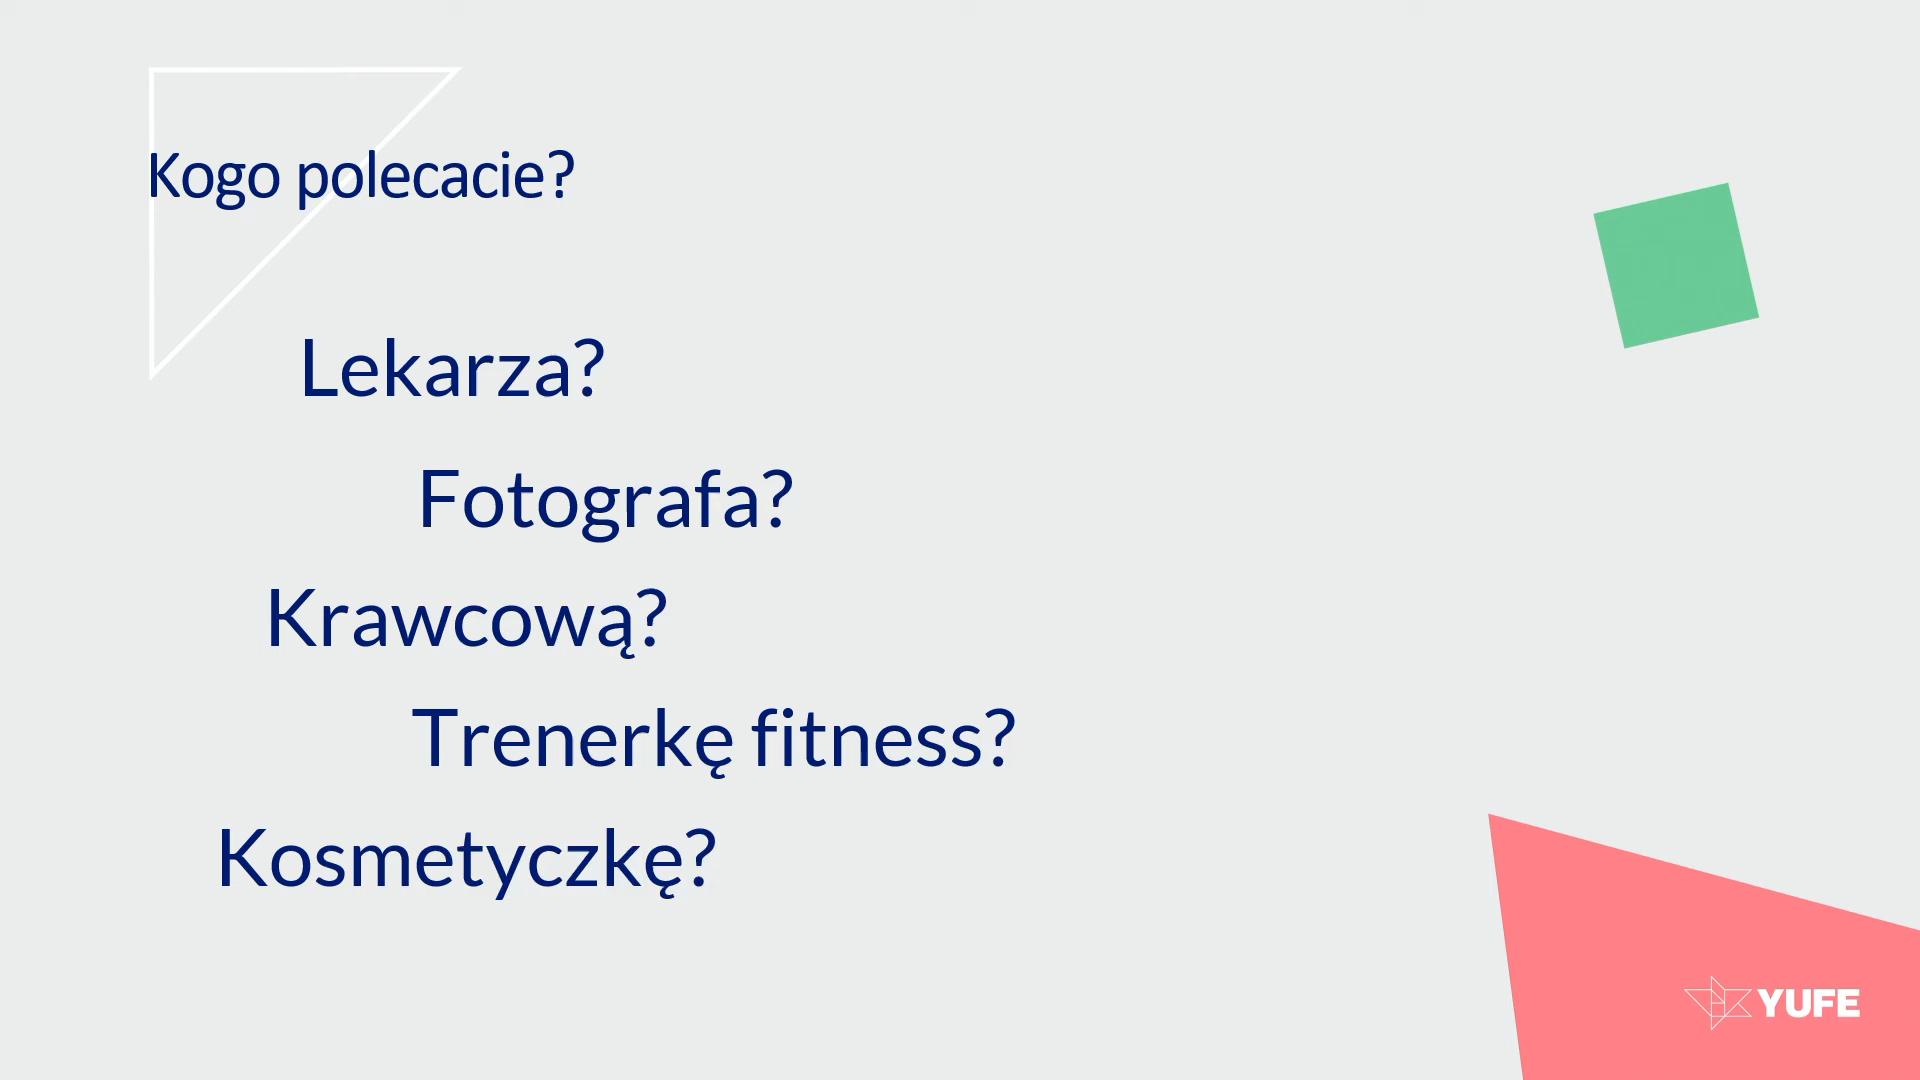 Kogo polecacie?
Lekarza?
Fotografa?
Krawcową?
Trenerkę fitness?
Kosmetyczkę?
YUFE